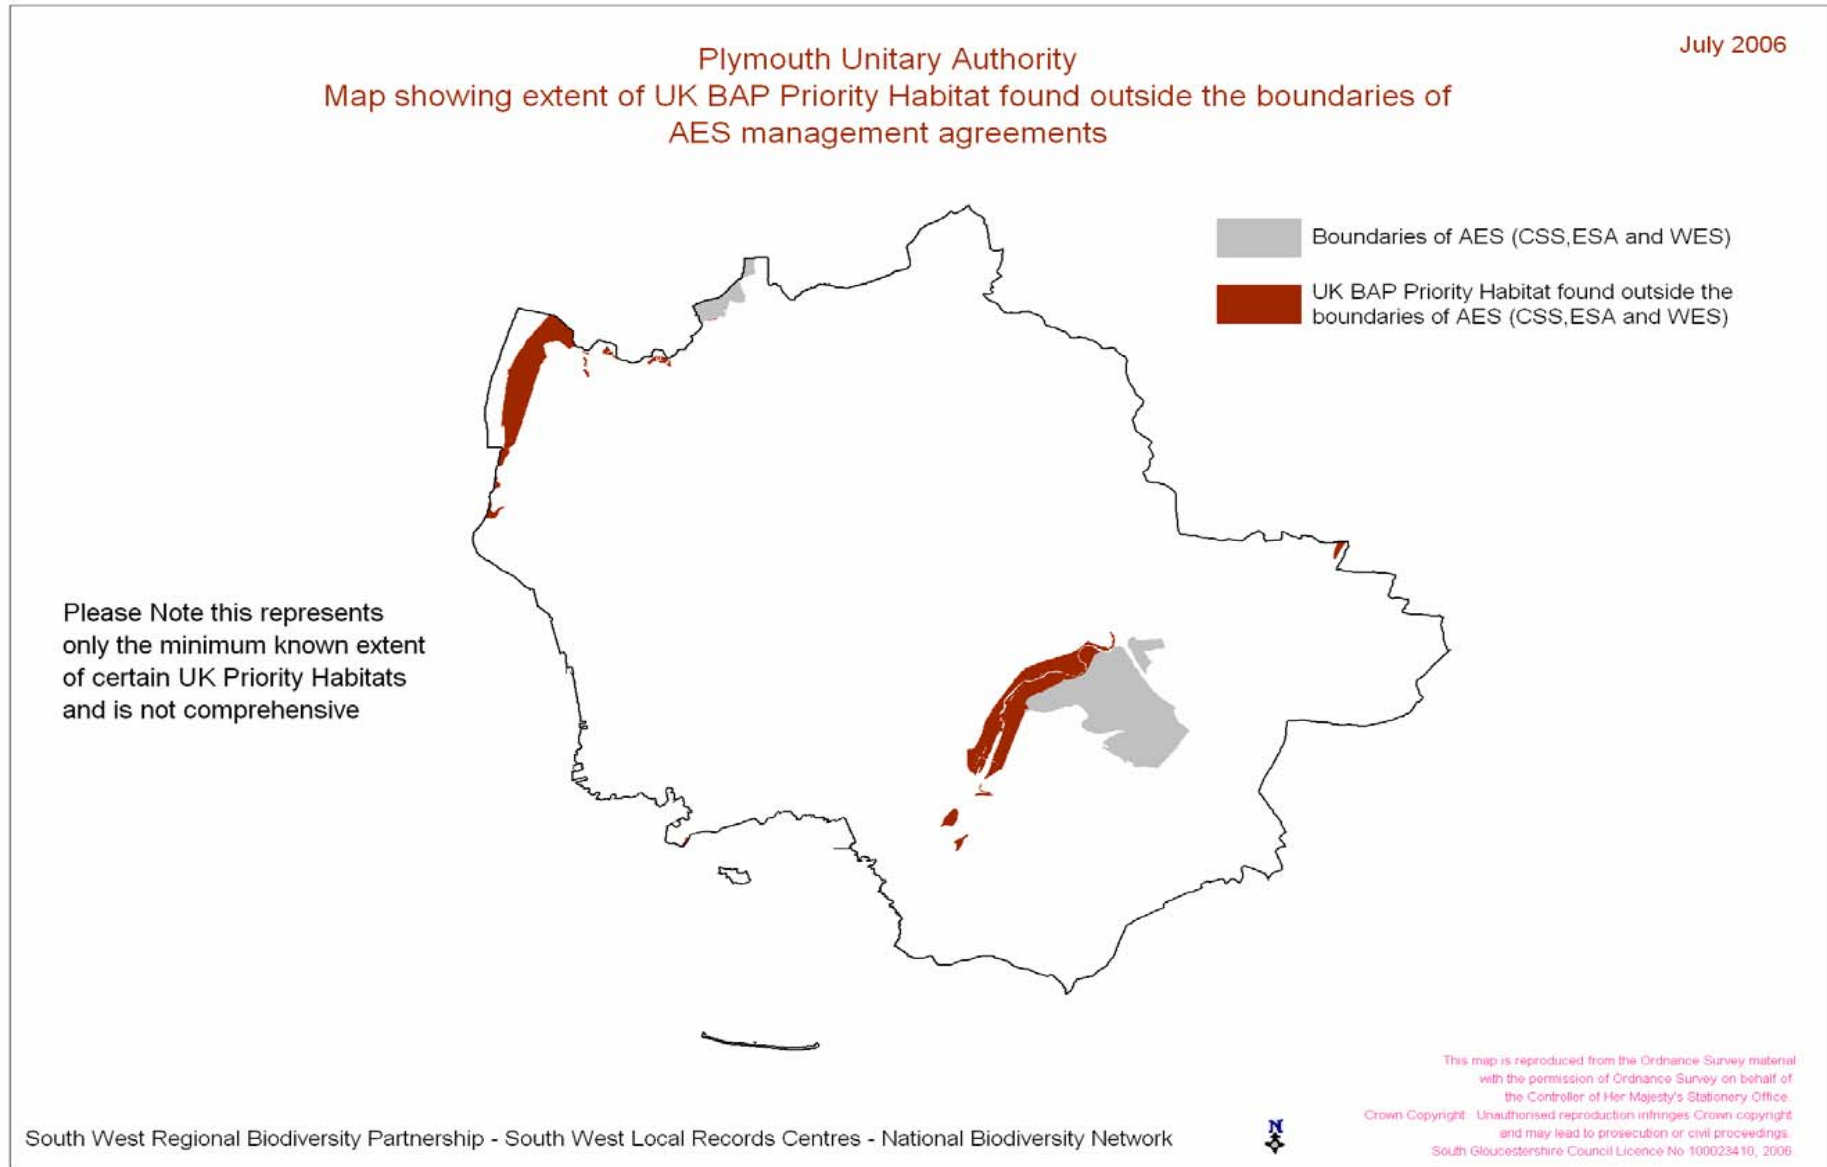 July 2006
Plymouth Unitary Authority
Map showing extent of UK BAP Priority Habitat found outside the boundaries of
AES management agreements
Boundaries of AES (CSS,ESA and WES)
UK BAP Priority Habitat found outside the
boundaries of AES (CSS,ESA and WES)
Please Note this represents
only the minimum known extent
of certain UK Priority Habitats
and is not comprehensive
This map is reproduced from the Ordnance Survey material
with the permission of Ordnance Survey on behalf of
the Controller of Her Majesty's Stationery Office.
Crown Copyright. Unauthorised reproduction infringes Crown copyright
and may lead to prosecution or civil proceedings.
South Gloucestershire Council Licence No 100023410, 2006.
N
South West Regional Biodiversity Partnership - South West Local Records Centres - National Biodiversity Network